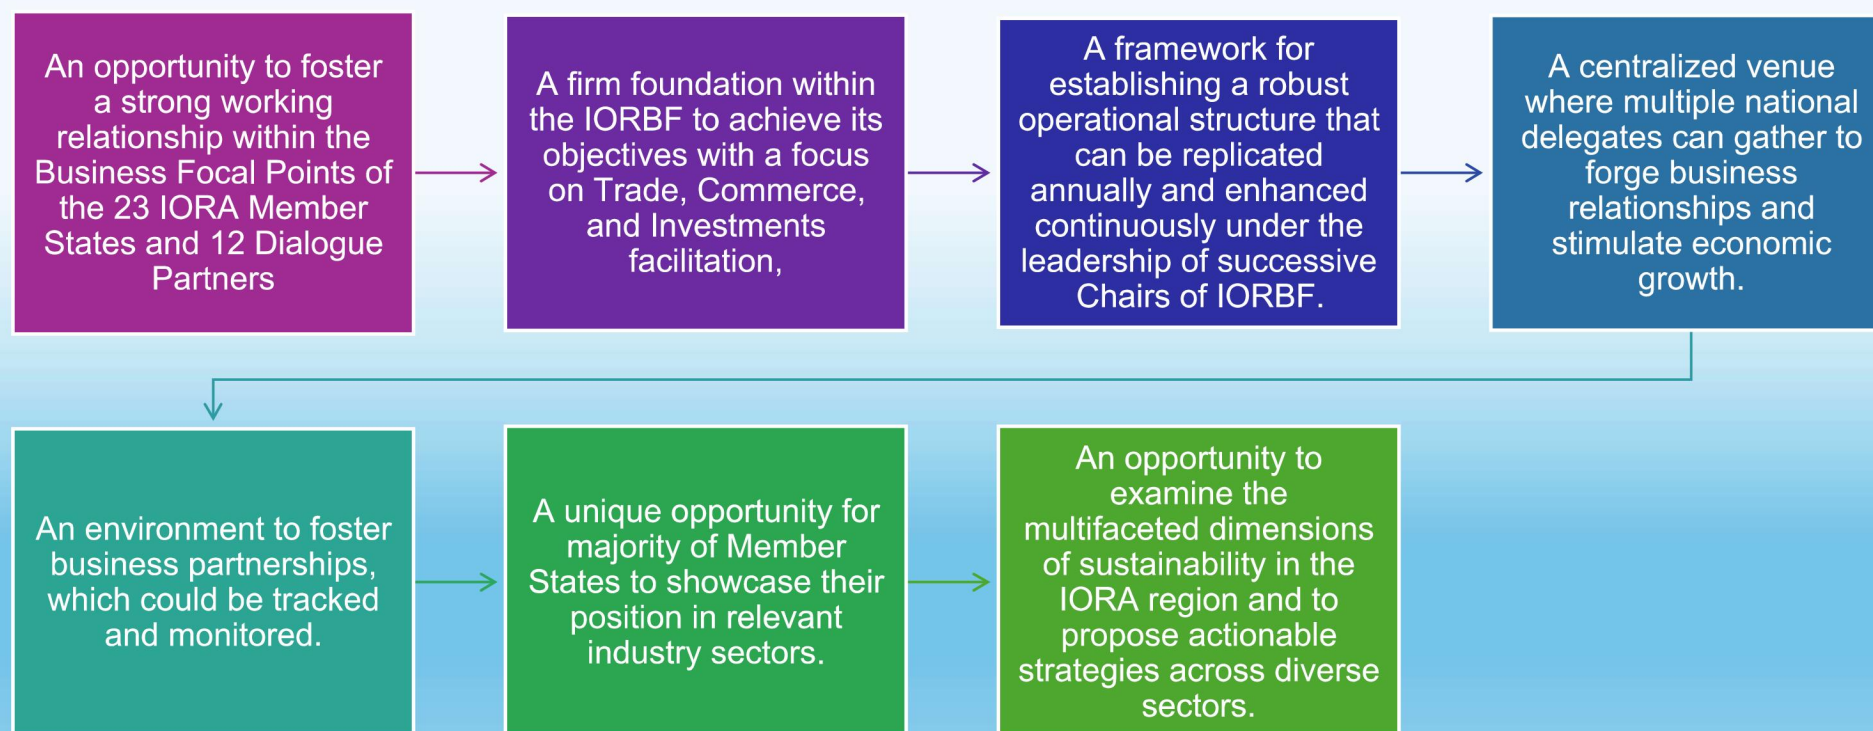 An opportunity to foster
a strong working
relationship within the
Business Focal Points of
the 23 IORA Member
States and 12 Dialogue
Partners
A firm foundation within
the IORBF to achieve its
objectives with a focus
on Trade, Commerce,
and Investments
facilitation,
A framework for
establishing a robust
operational structure that
can be replicated
annually and enhanced
continuously under the
leadership of successive
Chairs of IORBF.
A centralized venue
where multiple national
delegates can gather to
forge business
relationships and
stimulate economic
growth.
An environment to foster
business partnerships,
which could be tracked
and monitored.
A unique opportunity for
majority of Member
States to showcase their
position in relevant
industry sectors.
An opportunity to
examine the
multifaceted dimensions
of sustainability in the
IORA region and to
propose actionable
strategies across diverse
sectors.